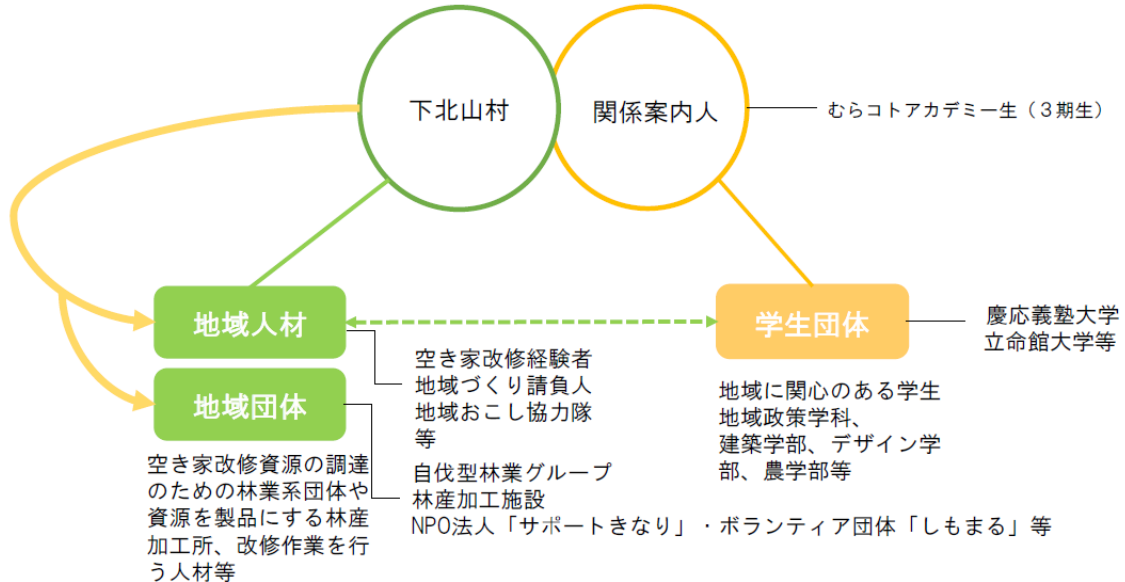 下北山村
関係案内人
むらコトアカデミー生（３期生）
地域人材
学生団体
慶応義塾大学
立命館大学等
空き家改修経験者
地域づくり請負人
地域おこし協力隊
等
地域に関心のある学生
地域政策学科、
建築学部、デザイン学
部、農学部等
地域団体
空き家改修資源の調達
のための林業系団体や
資源を製品にする林産
加工所、改修作業を行
う人材等
自伐型林業グループ
林産加工施設
NPO法人「サポートきなり」・ボランティア団体「しもまる」等